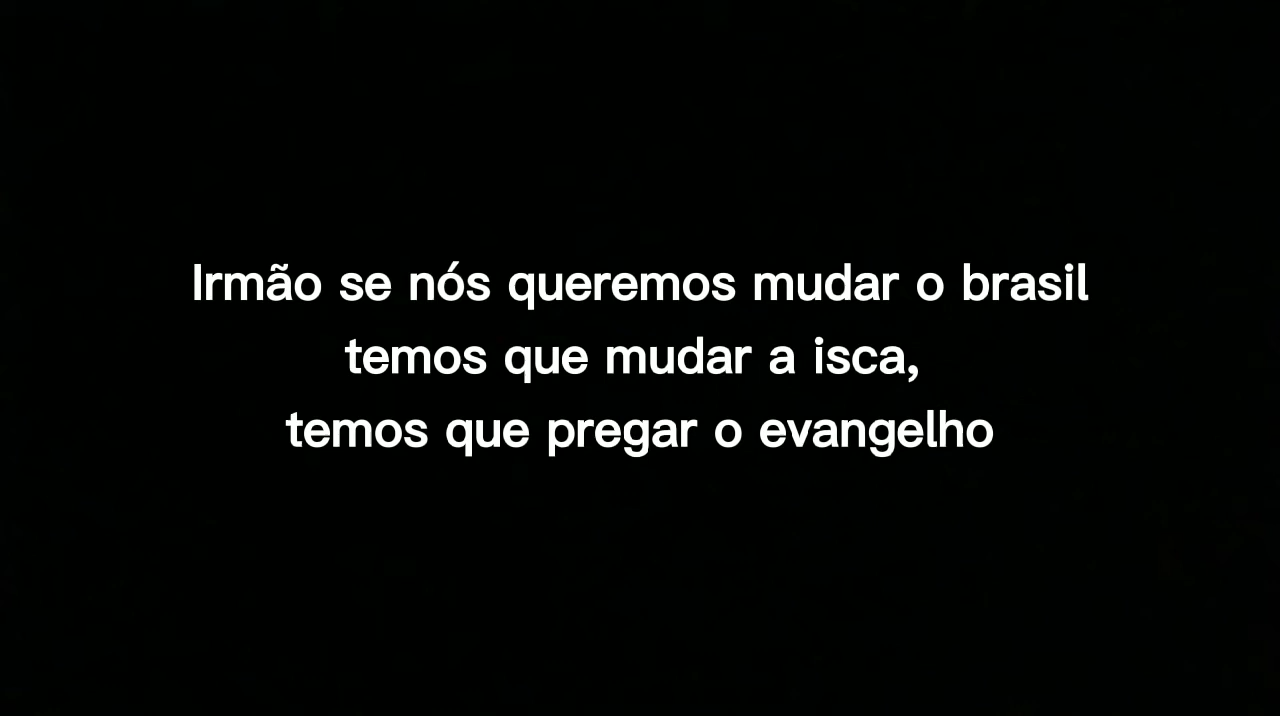 Irmão se nós queremos mudar o brasil
temos que mudar a isca,
temos que pregar o evangelho